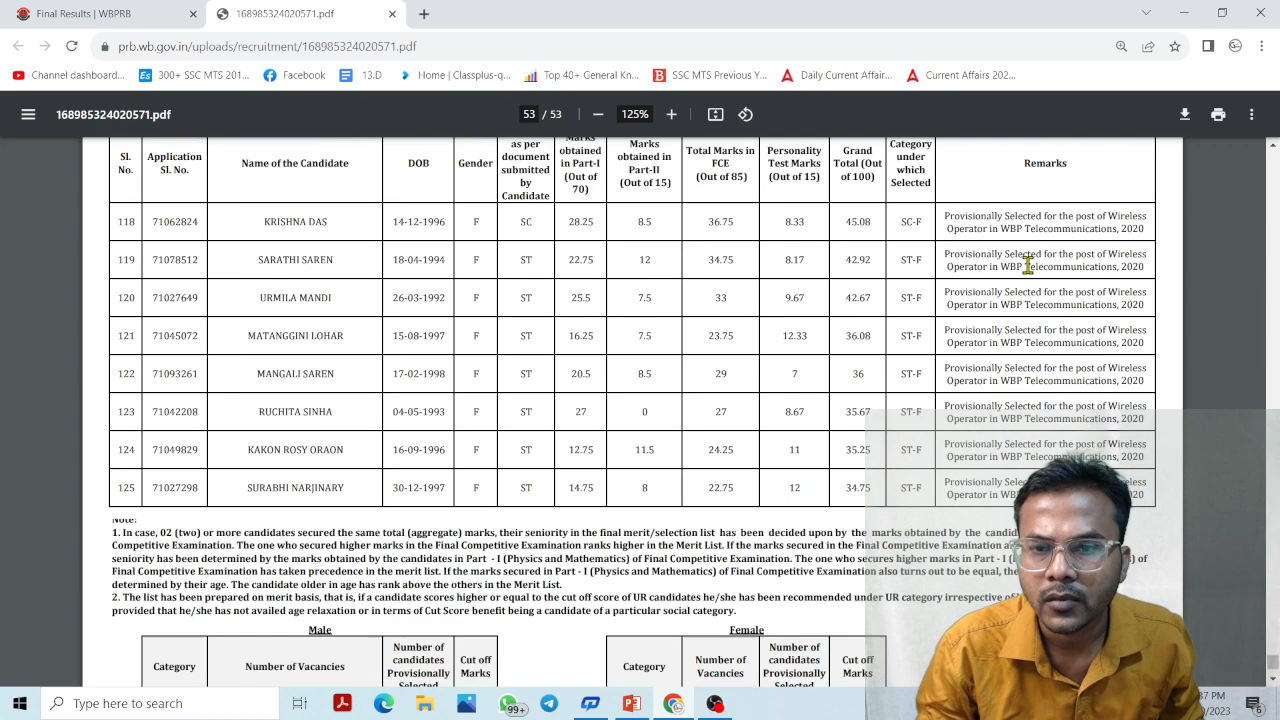 Final Results | WBPRB
168985324020571.pdf
prb.wb.gov.in/uploads/recruitment/168985324020571.pdf
Channel dashboard...
300+ SSC MTS 201...
Facebook
13.D
Home | Classplus-q...
Top 40+ General Kn...
SSC MTS Previous Y...
Daily Current Affair...
Current Affairs 202...
168985324020571.pdf
53 / 53
125%
Sl. No.
Application Sl. No.
Name of the Candidate
DOB
Gender
as per document submitted by Candidate
Marks obtained in Part-I (Out of 70)
Marks obtained in Part-II (Out of 15)
Total Marks in FCE (Out of 85)
Personality Test Marks (Out of 15)
Grand Total (Out of 100)
Category under which Selected
Remarks
118 71062824 KRISHNA DAS 14-12-1996 F SC 28.25 8.5 36.75 8.33 45.08 SC-F Provisionally Selected for the post of Wireless Operator in WBP Telecommunications, 2020
119 71078512 SARATHI SAREN 18-04-1994 F ST 22.75 12 34.75 8.17 42.92 ST-F Provisionally Selected for the post of Wireless Operator in WBP Telecommunications, 2020
120 71027649 URMILA MANDI 26-03-1992 F ST 25.5 7.5 33 9.67 42.67 ST-F Provisionally Selected for the post of Wireless Operator in WBP Telecommunications, 2020
121 71045072 MATANGGINI LOHAR 15-08-1997 F ST 16.25 7.5 23.75 12.33 36.08 ST-F Provisionally Selected for the post of Wireless Operator in WBP Telecommunications, 2020
122 71093261 MANGALI SAREN 17-02-1998 F ST 20.5 8.5 29 7 36 ST-F Provisionally Selected for the post of Wireless Operator in WBP Telecommunications, 2020
123 71042208 RUCHITA SINHA 04-05-1993 F ST 27 0 27 8.67 35.67 ST-F Provisionally Selected for the post of Wireless Operator in WBP Telecommunications, 2020
124 71049829 KAKON ROSY ORAON 16-09-1996 F ST 12.75 11.5 24.25 11 35.25 ST-F Provisionally Selected for the post of Wireless Operator in WBP Telecommunications, 2020
125 71027298 SURABHI NARJINARY 30-12-1997 F ST 14.75 8 22.75 12 34.75 ST-F Provisionally Selected for the post of Wireless Operator in WBP Telecommunications, 2020
Note:
1. In case, 02 (two) or more candidates secured the same total (aggregate) marks, their seniority in the final merit/selection list has been decided upon by the marks obtained by the
Competitive Examination. The one who secured higher marks in the Final Competitive Examination ranks higher in the Merit List. If the marks secured in the Final Competitive Examination
seniority has been determined by the marks obtained by the candidates in Part - I (Physics and Mathematics) of Final Competitive Examination. The one who secures higher marks in Part - I of
Final Competitive Examination has taken precedence in the merit list. If the marks secured in Part - I (Physics and Mathematics) of Final Competitive Examination also turns out to be equal, the
determined by their age. The candidate older in age has rank above the others in the Merit List.
2. The list has been prepared on merit basis, that is, if a candidate scores higher or equal to the cut off score of UR candidates he/she has been recommended under UR category irrespective of
provided that he/she has not availed age relaxation or in terms of Cut Score benefit being a candidate of a particular social category.
Male
Female
Category
Number of Vacancies
Number of candidates Provisionally Selected
Cut off Marks
Category
Number of Vacancies
Number of candidates Provisionally Selected
Cut off Marks
Type here to search
99+
37 PM
/2023
6